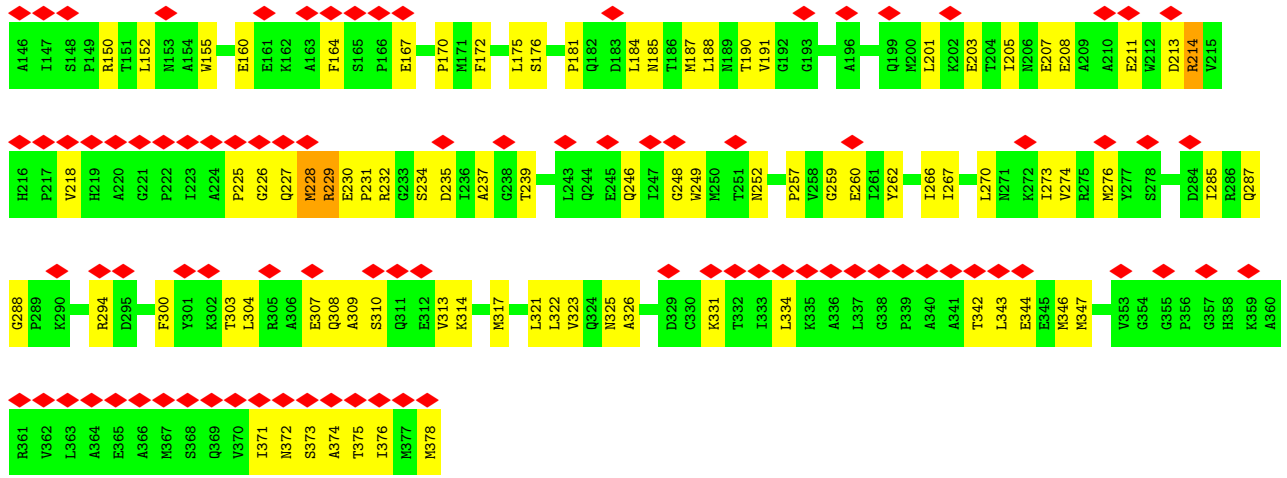 A146 I147 S148 P149 R150 T151 L152 N153 A154 W155 E160 E161 K162 A163 F164 S165 P166 E167 P170 M171 F172 L175 S176 P181 Q182 D183 L184 N185 T186 M187 L188 N189 T190 V191 G192 G193 A196 Q199 M200 L201 K202 E203 T204 I205 N206 E207 E208 A209 A210 E211 W212 D213 R214 V215
H216 P217 V218 H219 A220 G221 P222 I223 A224 P225 G226 Q227 M228 R229 E230 P231 R232 G233 S234 D235 I236 A237 G238 T239 L243 Q244 E245 Q246 I247 G248 W249 M250 T251 N252 P257 V258 G259 E260 I261 Y262 I266 I267 L270 N271 K272 I273 V274 R275 M276 Y277 S278 D284 I285 R286 Q287
G288 P289 K290 R294 D295 F300 Y301 K302 T303 L304 R305 A306 E307 Q308 A309 S310 Q311 E312 V313 K314 M317 L321 L322 V323 Q324 N325 A326 D329 C330 K331 T332 I333 L334 K335 A336 L337 G338 P339 A340 A341 T342 L343 E344 E345 M346 M347 V353 G354 G355 P356 G357 H358 K359 A360
R361 V362 L363 A364 E365 A366 M367 S368 Q369 V370 I371 N372 S373 A374 T375 I376 M377 M378